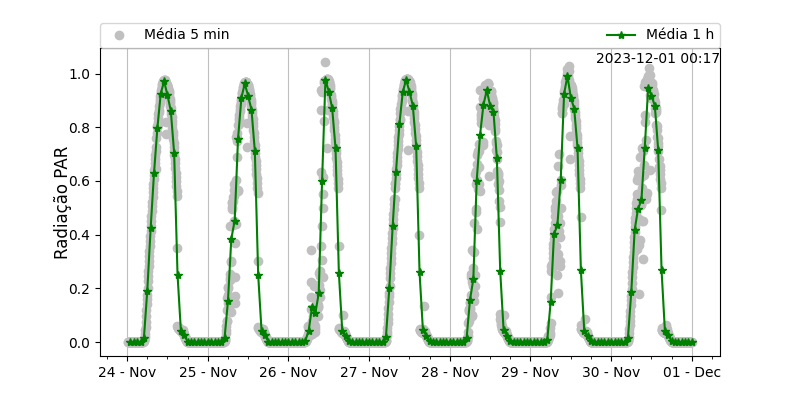 Média 5 min
Média 1 h
2023-12-01 00:17
Radiação PAR
1.0
0.8
0.6
0.4
0.2
0.0
24 - Nov
25 - Nov
26 - Nov
27 - Nov
28 - Nov
29 - Nov
30 - Nov
01 - Dec